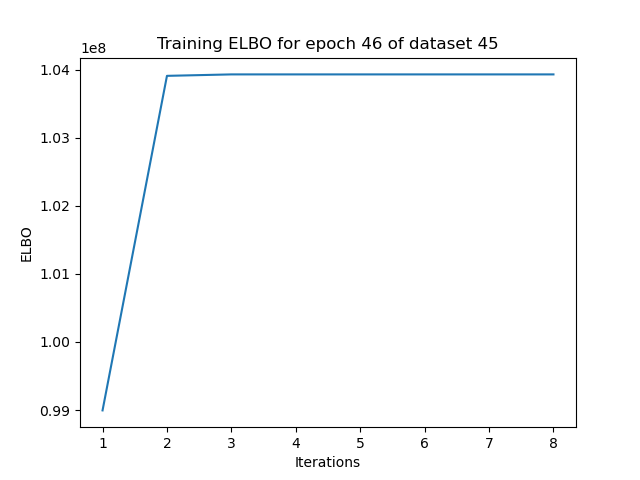 Training ELBO for epoch 46 of dataset 45
1e8
1.04
1.03
1.02
1.01
1.00
0.99
ELBO
1 2 3 4 5 6 7 8
Iterations